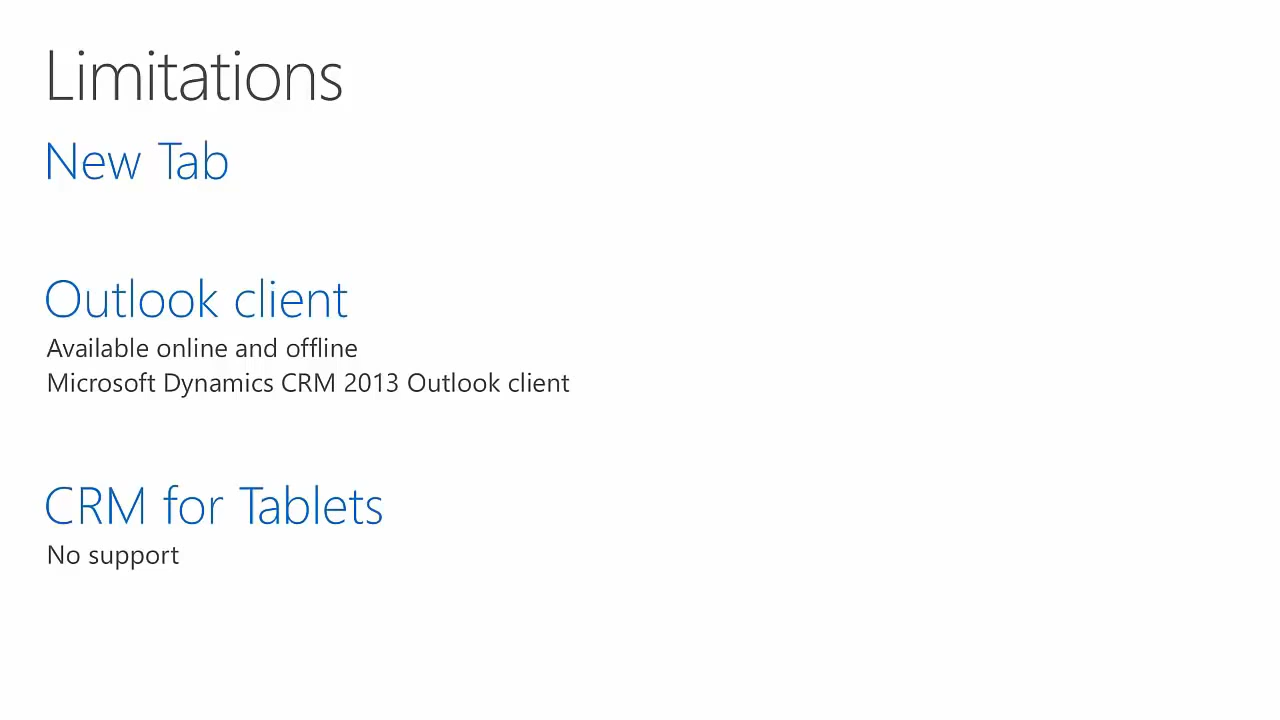 Limitations
New Tab
Outlook client
Available online and offline
Microsoft Dynamics CRM 2013 Outlook client
CRM for Tablets
No support